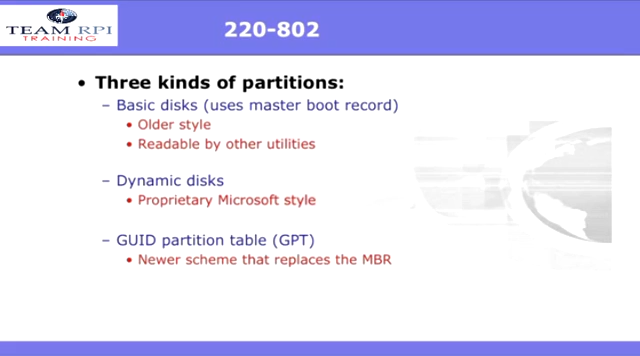 TEAM RPI
TRAINING
220-802
• Three kinds of partitions:
– Basic disks (uses master boot record)
• Older style
• Readable by other utilities
– Dynamic disks
• Proprietary Microsoft style
– GUID partition table (GPT)
• Newer scheme that replaces the MBR